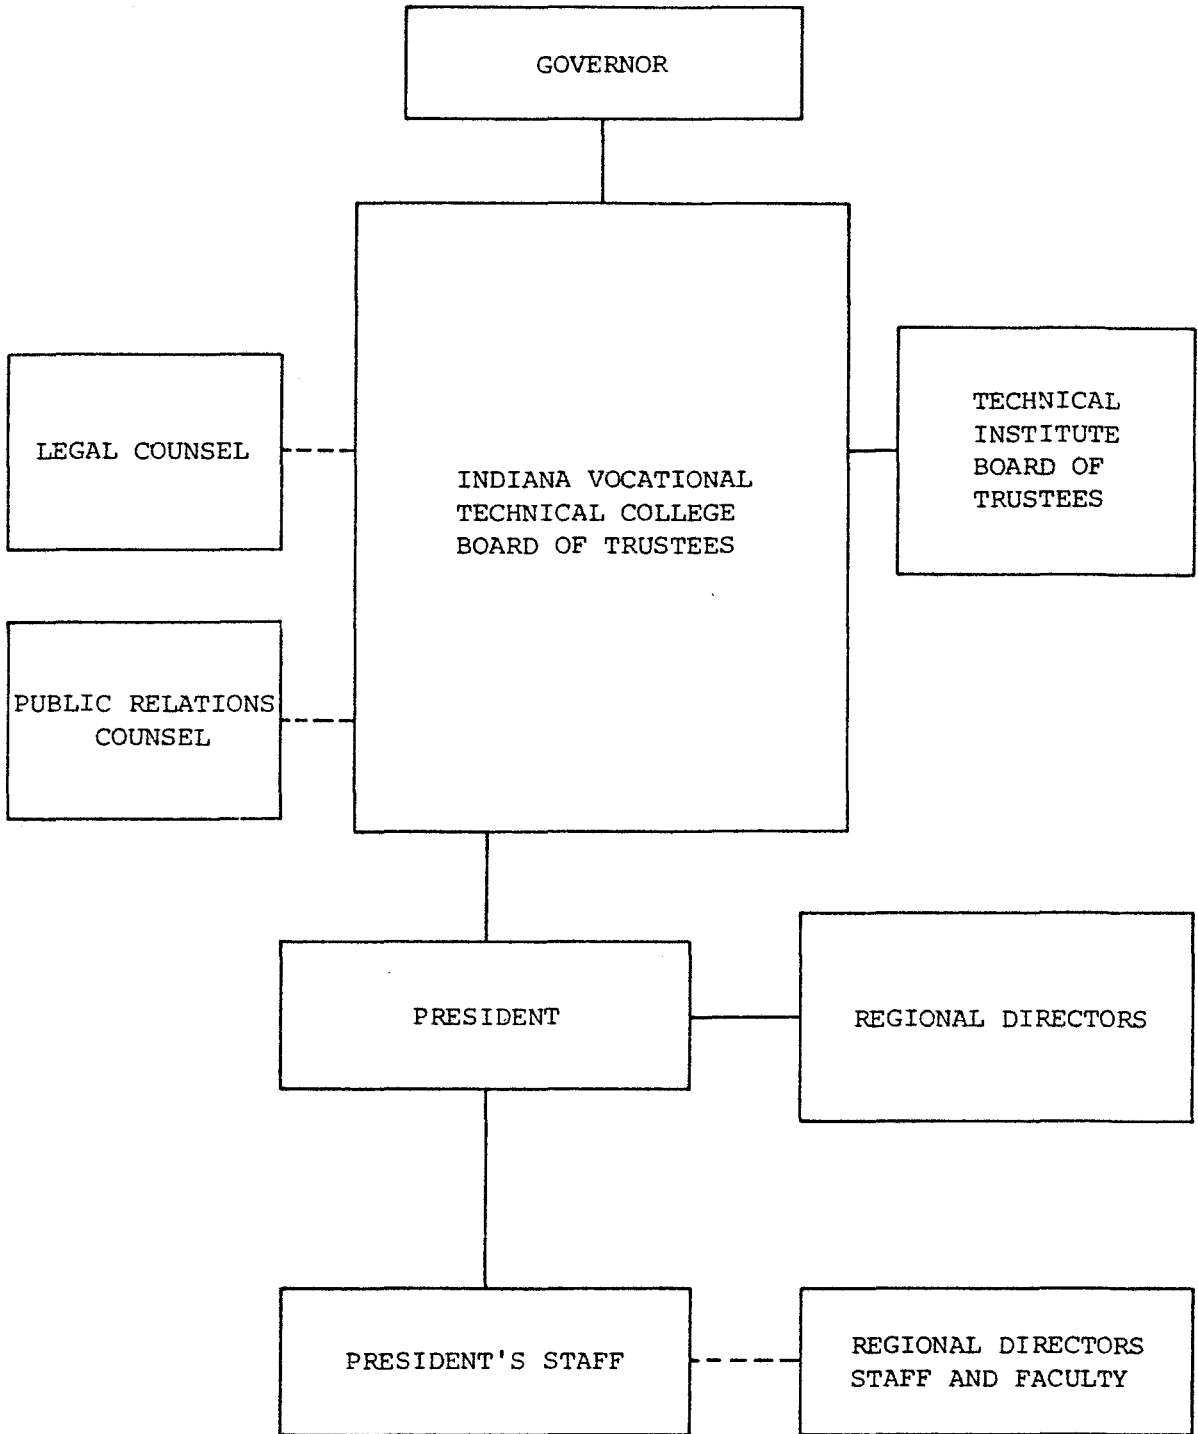 GOVERNOR
TECHNICAL
INSTITUTE
BOARD OF
TRUSTEES
LEGAL COUNSEL
INDIANA VOCATIONAL
TECHNICAL COLLEGE
BOARD OF TRUSTEES
PUBLIC RELATIONS
COUNSEL
PRESIDENT
REGIONAL DIRECTORS
PRESIDENT'S STAFF
REGIONAL DIRECTORS
STAFF AND FACULTY